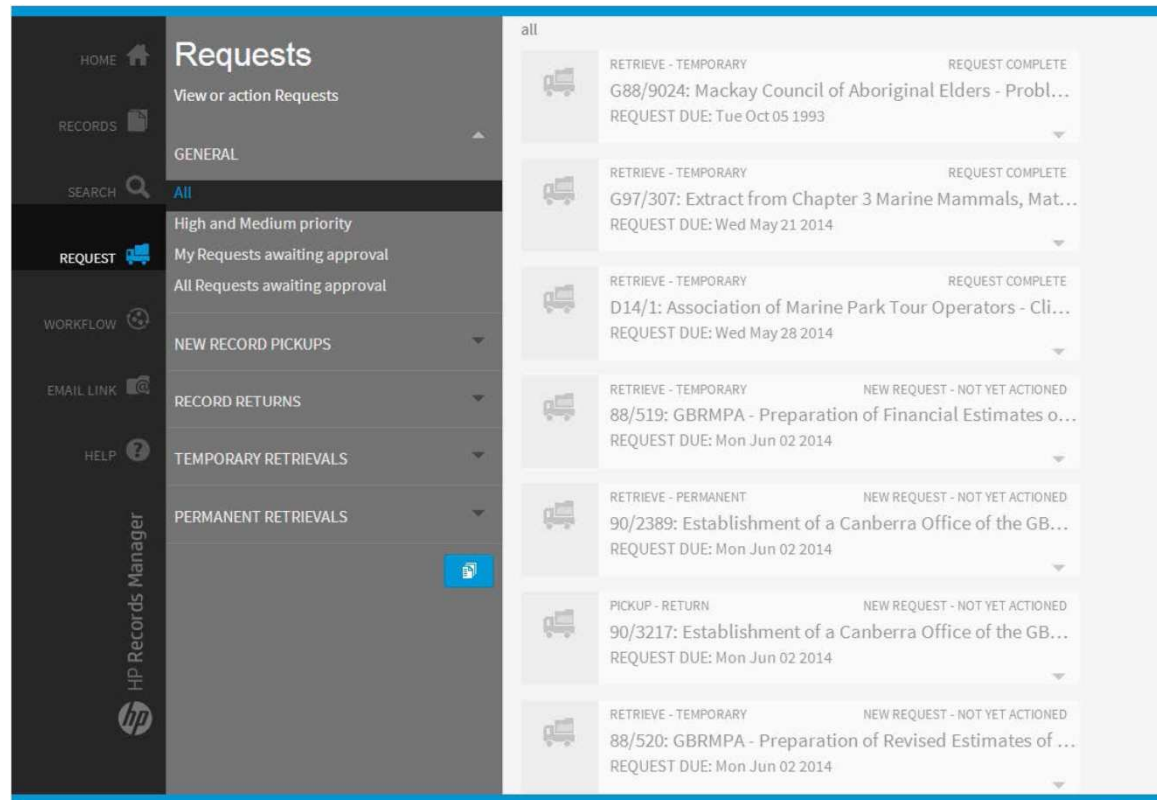 HOME
RECORDS
SEARCH
REQUEST
WORKFLOW
EMAIL LINK
HELP
HP Records Manager
hp
Requests
View or action Requests
GENERAL
All
High and Medium priority
My Requests awaiting approval
All Requests awaiting approval
NEW RECORD PICKUPS
RECORD RETURNS
TEMPORARY RETRIEVALS
PERMANENT RETRIEVALS
all
RETRIEVE - TEMPORARY REQUEST COMPLETE
G88/9024: Mackay Council of Aboriginal Elders - Probl...
REQUEST DUE: Tue Oct 05 1993
RETRIEVE - TEMPORARY REQUEST COMPLETE
G97/307: Extract from Chapter 3 Marine Mammals, Mat...
REQUEST DUE: Wed May 21 2014
RETRIEVE - TEMPORARY REQUEST COMPLETE
D14/1: Association of Marine Park Tour Operators - Cli...
REQUEST DUE: Wed May 28 2014
RETRIEVE - TEMPORARY NEW REQUEST - NOT YET ACTIONED
88/519: GBRMPA - Preparation of Financial Estimates o...
REQUEST DUE: Mon Jun 02 2014
RETRIEVE - PERMANENT NEW REQUEST - NOT YET ACTIONED
90/2389: Establishment of a Canberra Office of the GB...
REQUEST DUE: Mon Jun 02 2014
PICKUP - RETURN NEW REQUEST - NOT YET ACTIONED
90/3217: Establishment of a Canberra Office of the GB...
REQUEST DUE: Mon Jun 02 2014
RETRIEVE - TEMPORARY NEW REQUEST - NOT YET ACTIONED
88/520: GBRMPA - Preparation of Revised Estimates of ...
REQUEST DUE: Mon Jun 02 2014